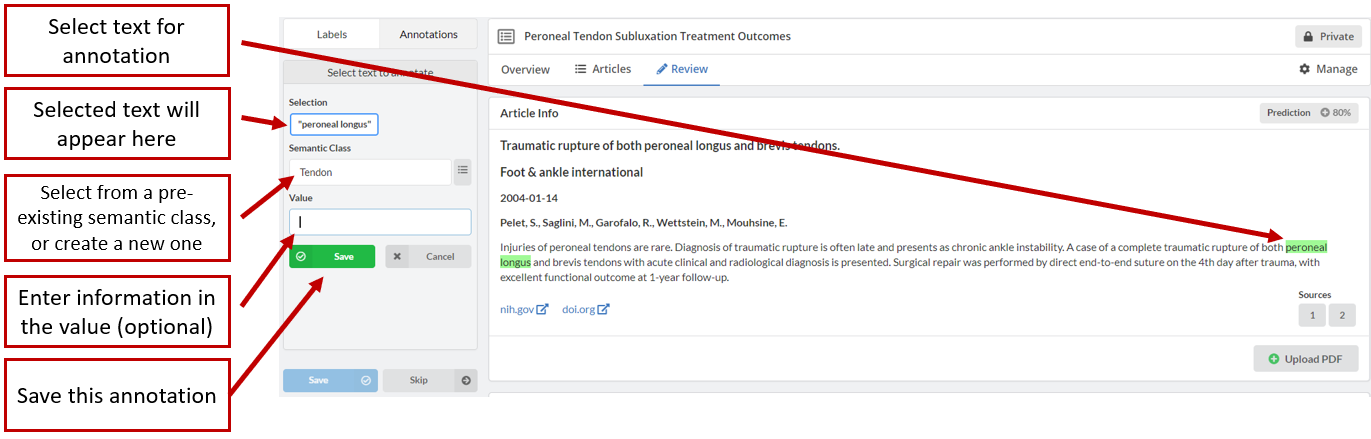 Select text for
annotation
Selected text will
appear here
Select from a pre-
existing semantic class,
or create a new one
Enter information in
the value (optional)
Save this annotation
Labels
Annotations
Select text to annotate
Selection
"peroneal longus"
Semantic Class
Tendon
Value
Save
Cancel
Save
Skip
Peroneal Tendon Subluxation Treatment Outcomes
Private
Overview
Articles
Review
Manage
Article Info
Prediction 80%
Traumatic rupture of both peroneal longus and brevis tendons.
Foot & ankle international
2004-01-14
Pelet, S., Saglini, M., Garofalo, R., Wettstein, M., Mouhsine, E.
Injuries of peroneal tendons are rare. Diagnosis of traumatic rupture is often late and presents as chronic ankle instability. A case of a complete traumatic rupture of both peroneal
longus and brevis tendons with acute clinical and radiological diagnosis is presented. Surgical repair was performed by direct end-to-end suture on the 4th day after trauma, with
excellent functional outcome at 1-year follow-up.
nih.gov
doi.org
Sources
1
2
Upload PDF